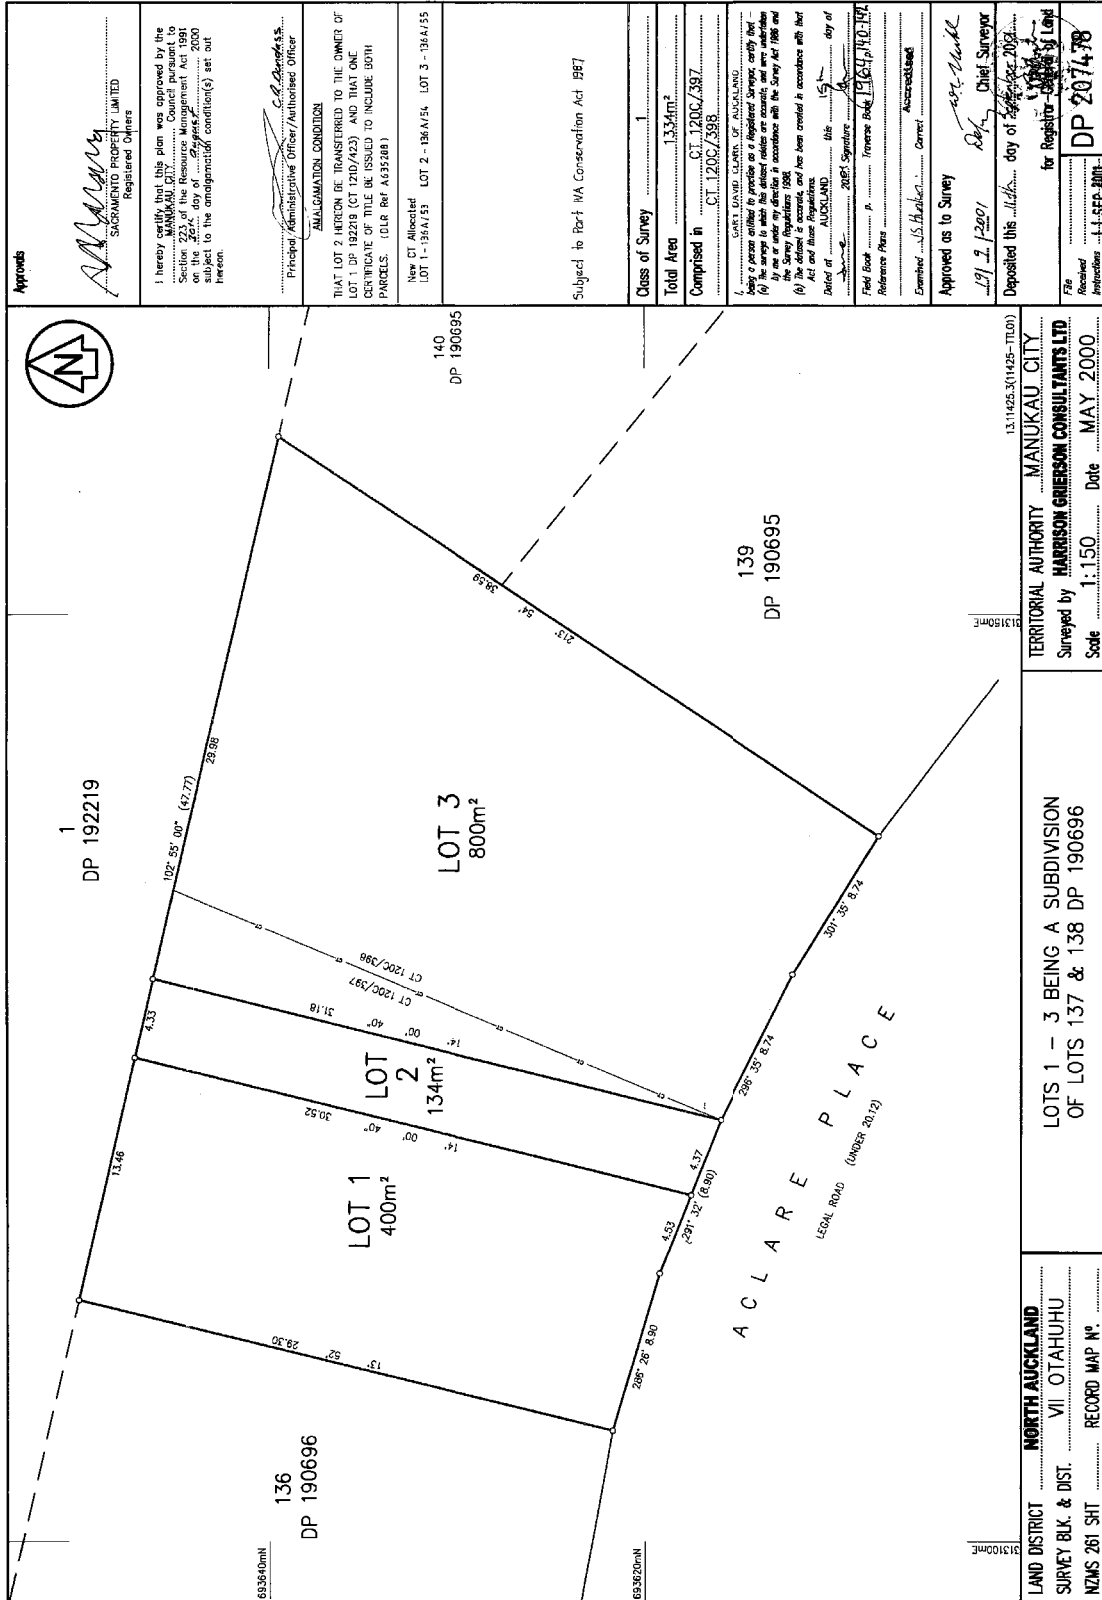 Approvals
SACRAMENTO PROPERTY LIMITED
Registered Owners
I hereby certify that this plan was approved by the
MANUKAU CITY Council pursuant to
Section 223 of the Resource Management Act 1991
on the day of August 2000
subject to the amalgamation condition(s) set out
hereon.
Principal Administrative Officer/Authorised Officer
AMALGAMATION CONDITION
THAT LOT 2 HEREON BE TRANSFERRED TO THE OWNER OF
LOT 1 DP 192219 (CT 121D/423) AND THAT ONE
CERTIFICATE OF TITLE BE ISSUED TO INCLUDE BOTH
PARCELS. (DLR Ref A635208)
New CT Allocated
LOT 1 - 136A/53 LOT 2 - 136A/54 LOT 3 - 136A/55
Subject to Part IVA Conservation Act 1987
Class of Survey 1
Total Area 1334m²
Comprised in CT 120C/397
CT 120C/398
I, GARY DAVID CLARK OF AUCKLAND
being a person entitled to practise as a Registered Surveyor, certify that -
(a) The surveys to which this dataset relates are accurate, and were undertaken
by me or under my direction in accordance with the Survey Act 1986 and
the Survey Regulations 1998.
(b) The dataset is accurate, and has been created in accordance with that
Act and those Regulations.
Dated at AUCKLAND this 15th day of
June 2001 Signature
Field Book p. Traverse Book
Reference Plans
Examined Correct Accredited
Approved as to Survey
19/ 9 /2001 Chief Surveyor
Deposited this day of 2001
for Registrar-General of Land
File
Received
Instructions 11 SEP 2001
DP 207478
N
1
DP 192219
140
DP 190695
139
DP 190695
136
DP 190696
102° 55' 00" (47.77)
29.98
4.33
13.46
38.59
54'
213°
LOT 3
800m²
CT 120C/398
CT 120C/397
31.18
14° 00' 40"
LOT
2
134m²
30.52
14° 00' 40"
LOT 1
400m²
29.30
13° 52'
301° 35' 8.74
296° 35' 8.74
4.37
291° 32' (8.90)
4.53
286° 26' 8.90
ACLARE PLACE
LEGAL ROAD (UNDER 20.12)
693640mN
693620mN
313100mE
313150mE
13.11425.3(11425-TTL01)
LAND DISTRICT NORTH AUCKLAND
SURVEY BLK. & DIST. VII OTAHUHU
NZMS 261 SHT RECORD MAP Nº.
LOTS 1 - 3 BEING A SUBDIVISION
OF LOTS 137 & 138 DP 190696
TERRITORIAL AUTHORITY MANUKAU CITY
Surveyed by HARRISON GRIERSON CONSULTANTS LTD
Scale 1:150 Date MAY 2000